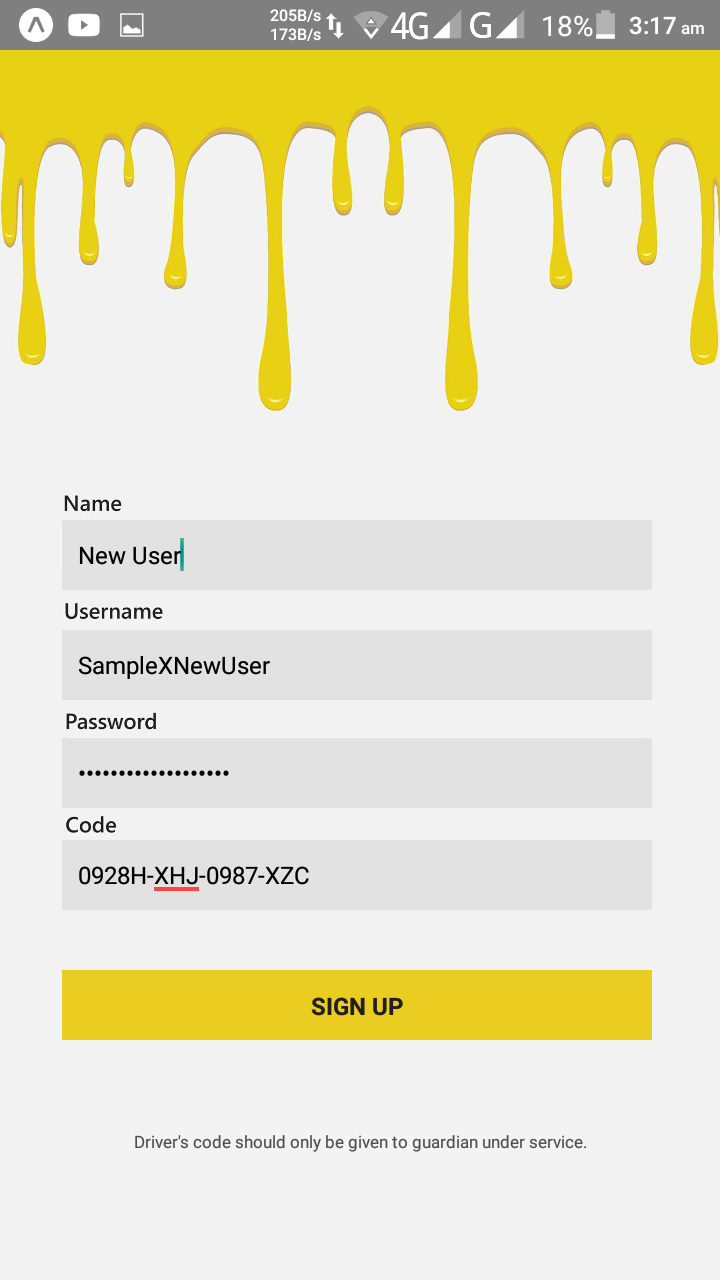 205B/s
173B/s
4G G 18% 3:17 am
Name
New User
Username
SampleXNewUser
Password
•••••••••••••••••••
Code
0928H-XHJ-0987-XZC
SIGN UP
Driver's code should only be given to guardian under service.